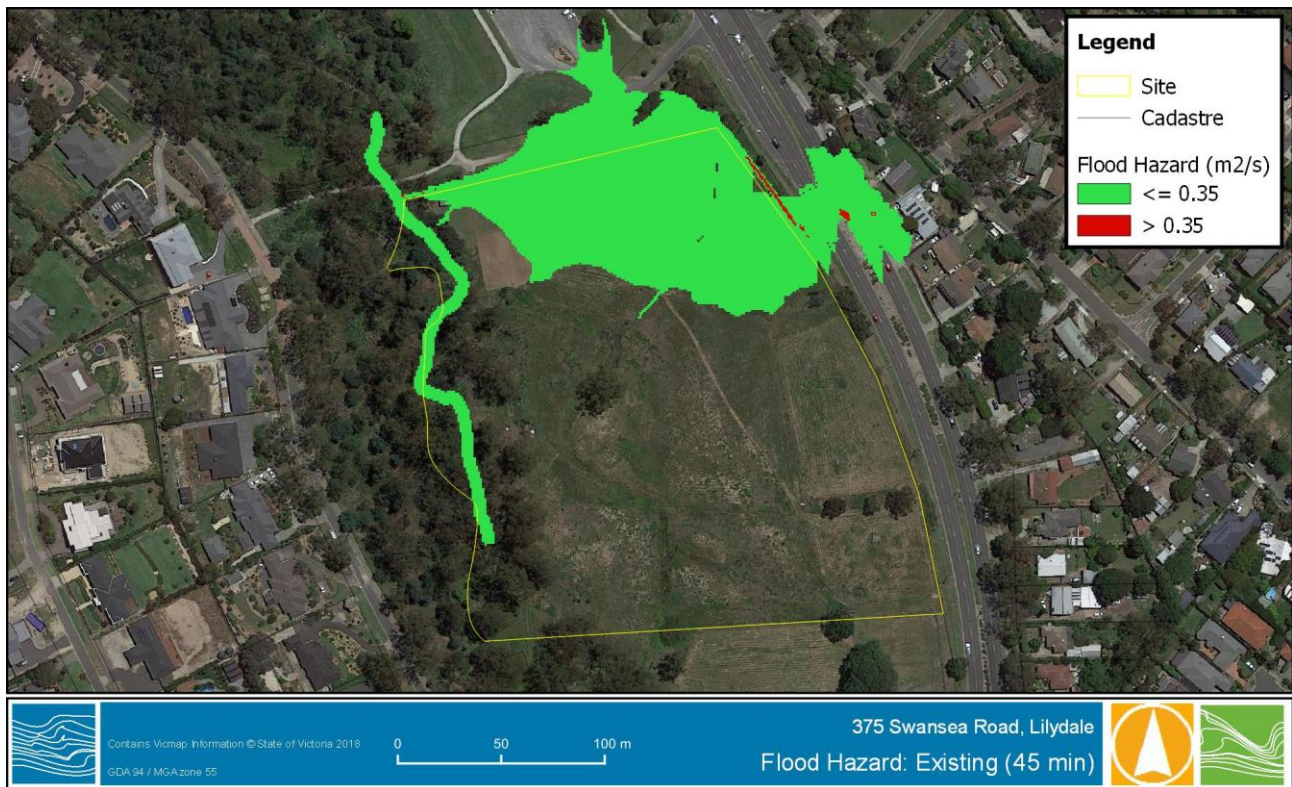 Legend
Site
Cadastre
Flood Hazard (m2/s)
<= 0.35
> 0.35
Contains Vicmap Information © State of Victoria 2018
GDA 94 / MGA zone 55
0 50 100 m
375 Swansea Road, Lilydale
Flood Hazard: Existing (45 min)